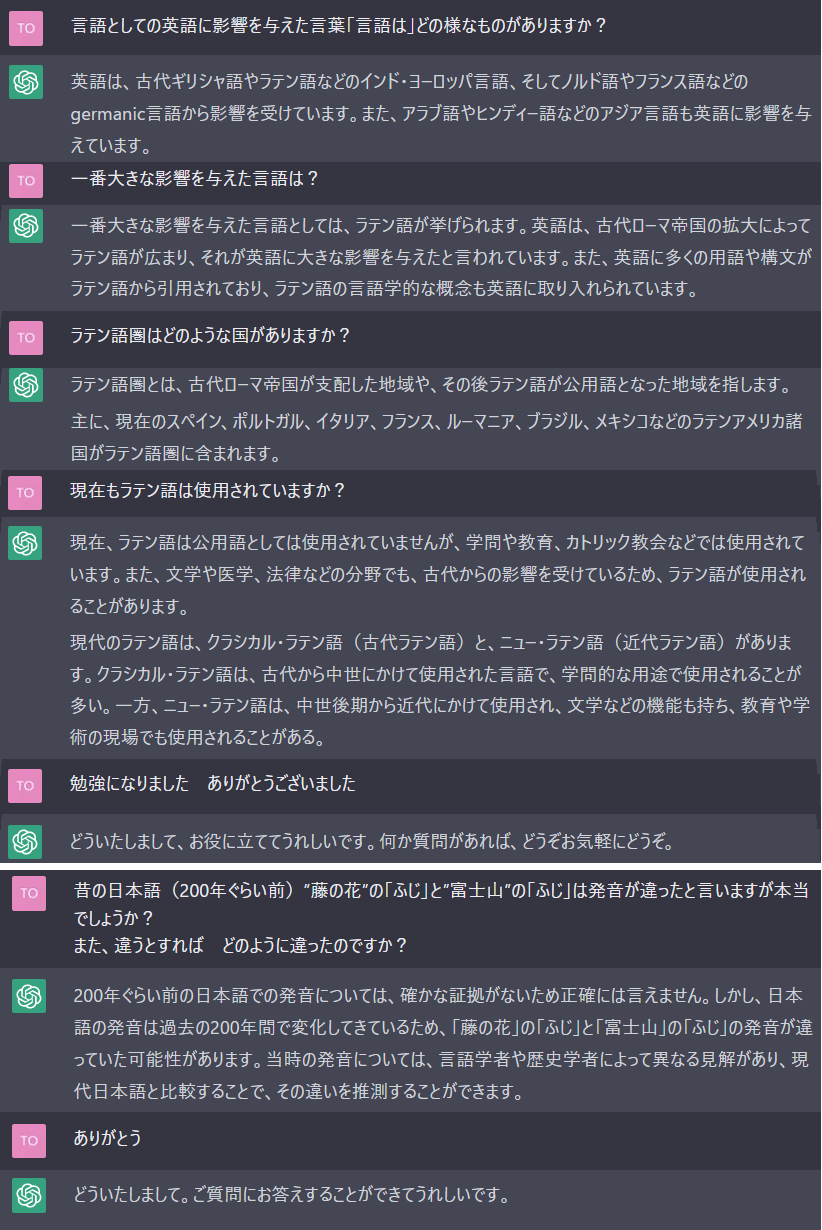 TO 言語としての英語に影響を与えた言葉「言語は」どの様なものがありますか？
英語は、古代ギリシャ語やラテン語などのインド・ヨーロッパ言語、そしてノルド語やフランス語などの
germanic言語から影響を受けています。また、アラブ語やヒンディー語などのアジア言語も英語に影響を与
えています。
TO 一番大きな影響を与えた言語は？
一番大きな影響を与えた言語としては、ラテン語が挙げられます。英語は、古代ローマ帝国の拡大によって
ラテン語が広まり、それが英語に大きな影響を与えたと言われています。また、英語に多くの用語や構文が
ラテン語から引用されており、ラテン語の言語学的な概念も英語に取り入れられています。
TO ラテン語圏はどのような国がありますか？
ラテン語圏とは、古代ローマ帝国が支配した地域や、その後ラテン語が公用語となった地域を指します。
主に、現在のスペイン、ポルトガル、イタリア、フランス、ルーマニア、ブラジル、メキシコなどのラテンアメリカ諸
国がラテン語圏に含まれます。
TO 現在もラテン語は使用されていますか？
現在、ラテン語は公用語としては使用されていませんが、学問や教育、カトリック教会などでは使用されて
います。また、文学や医学、法律などの分野でも、古代からの影響を受けているため、ラテン語が使用され
ることがあります。
現代のラテン語は、クラシカル・ラテン語（古代ラテン語）と、ニュー・ラテン語（近代ラテン語）がありま
す。クラシカル・ラテン語は、古代から中世にかけて使用された言語で、学問的な用途で使用されることが
多い。一方、ニュー・ラテン語は、中世後期から近代にかけて使用され、文学などの機能も持ち、教育や学
術の現場でも使用されることがある。
TO 勉強になりました　ありがとうございました
どういたしまして、お役に立ててうれしいです。何か質問があれば、どうぞお気軽にどうぞ。
TO 昔の日本語（200年ぐらい前）”藤の花”の「ふじ」と”富士山”の「ふじ」は発音が違ったと言いますが本当
でしょうか？
また、違うとすれば　どのように違ったのですか？
200年ぐらい前の日本語での発音については、確かな証拠がないため正確には言えません。しかし、日本
語の発音は過去の200年間で変化してきているため、「藤の花」の「ふじ」と「富士山」の「ふじ」の発音が違
っていた可能性があります。当時の発音については、言語学者や歴史学者によって異なる見解があり、現
代日本語と比較することで、その違いを推測することができます。
TO ありがとう
どういたしまして。ご質問にお答えすることができてうれしいです。